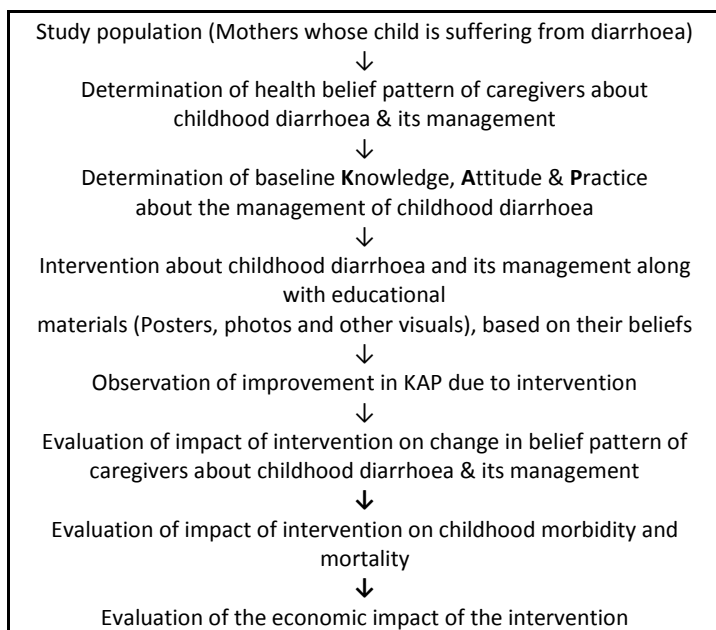 Study population (Mothers whose child is suffering from diarrhoea)
↓
Determination of health belief pattern of caregivers about
childhood diarrhoea & its management
↓
Determination of baseline Knowledge, Attitude & Practice
about the management of childhood diarrhoea
↓
Intervention about childhood diarrhoea and its management along
with educational
materials (Posters, photos and other visuals), based on their beliefs
↓
Observation of improvement in KAP due to intervention
↓
Evaluation of impact of intervention on change in belief pattern of
caregivers about childhood diarrhoea & its management
↓
Evaluation of impact of intervention on childhood morbidity and
mortality
↓
Evaluation of the economic impact of the intervention